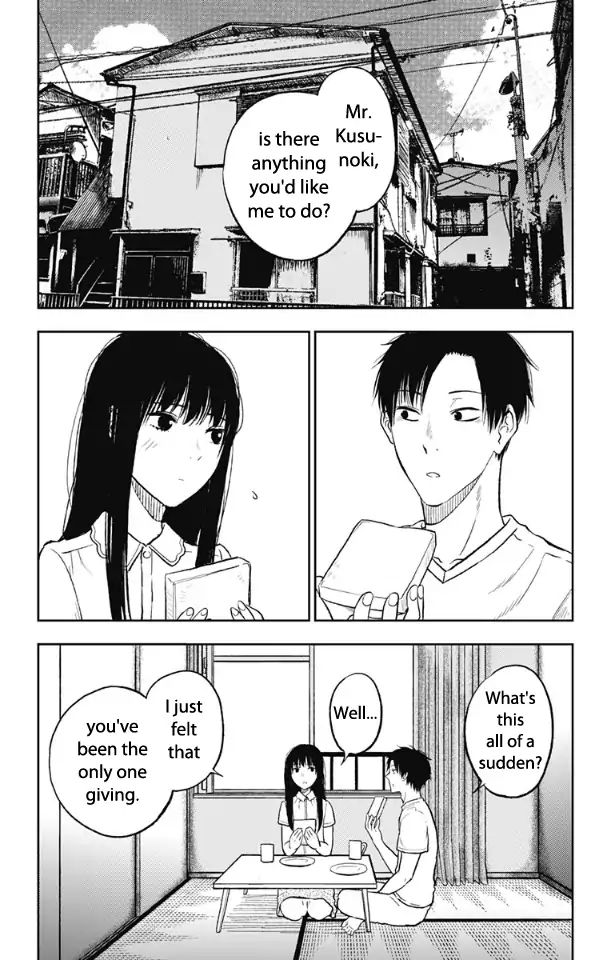 Mr.
Kusu-
noki,
is there
anything
you'd like
me to do?
What's
this
all of a
sudden?
Well...
I just
felt
that
you've
been the
only one
giving.